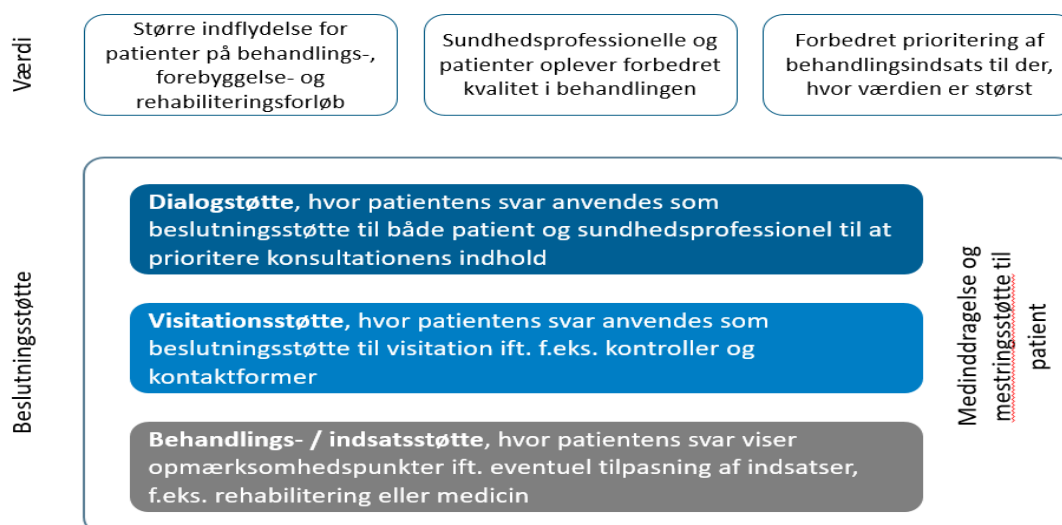 Værdi
Større indflydelse for
patienter på behandlings-,
forebyggelse- og
rehabiliteringsforløb
Sundhedsprofessionelle og
patienter oplever forbedret
kvalitet i behandlingen
Forbedret prioritering af
behandlingsindsats til der,
hvor værdien er størst
Beslutningsstøtte
Dialogstøtte, hvor patientens svar anvendes som
beslutningsstøtte til både patient og sundhedsprofessionel til at
prioritere konsultationens indhold
Visitationsstøtte, hvor patientens svar anvendes som
beslutningsstøtte til visitation ift. f.eks. kontroller og
kontaktformer
Behandlings- / indsatsstøtte, hvor patientens svar viser
opmærksomhedspunkter ift. eventuel tilpasning af indsatser,
f.eks. rehabilitering eller medicin
Medinddragelse og
mestringsstøtte til
patient